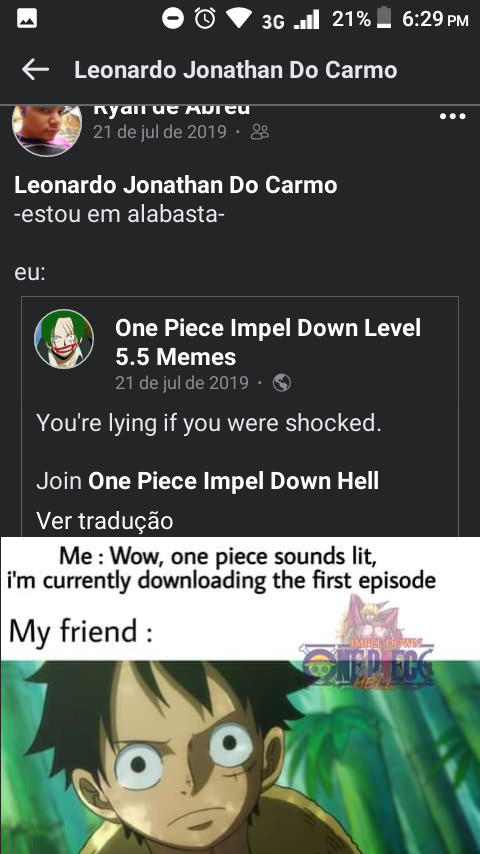 3G 21% 6:29 PM
Leonardo Jonathan Do Carmo
Ryan de Abreu
21 de jul de 2019 ·
Leonardo Jonathan Do Carmo
-estou em alabasta-
eu:
One Piece Impel Down Level
5.5 Memes
21 de jul de 2019 ·
You're lying if you were shocked.
Join One Piece Impel Down Hell
Ver tradução
Me : Wow, one piece sounds lit,
i'm currently downloading the first episode
My friend :
IMPEL DOWN
ONE PIECE
HELL